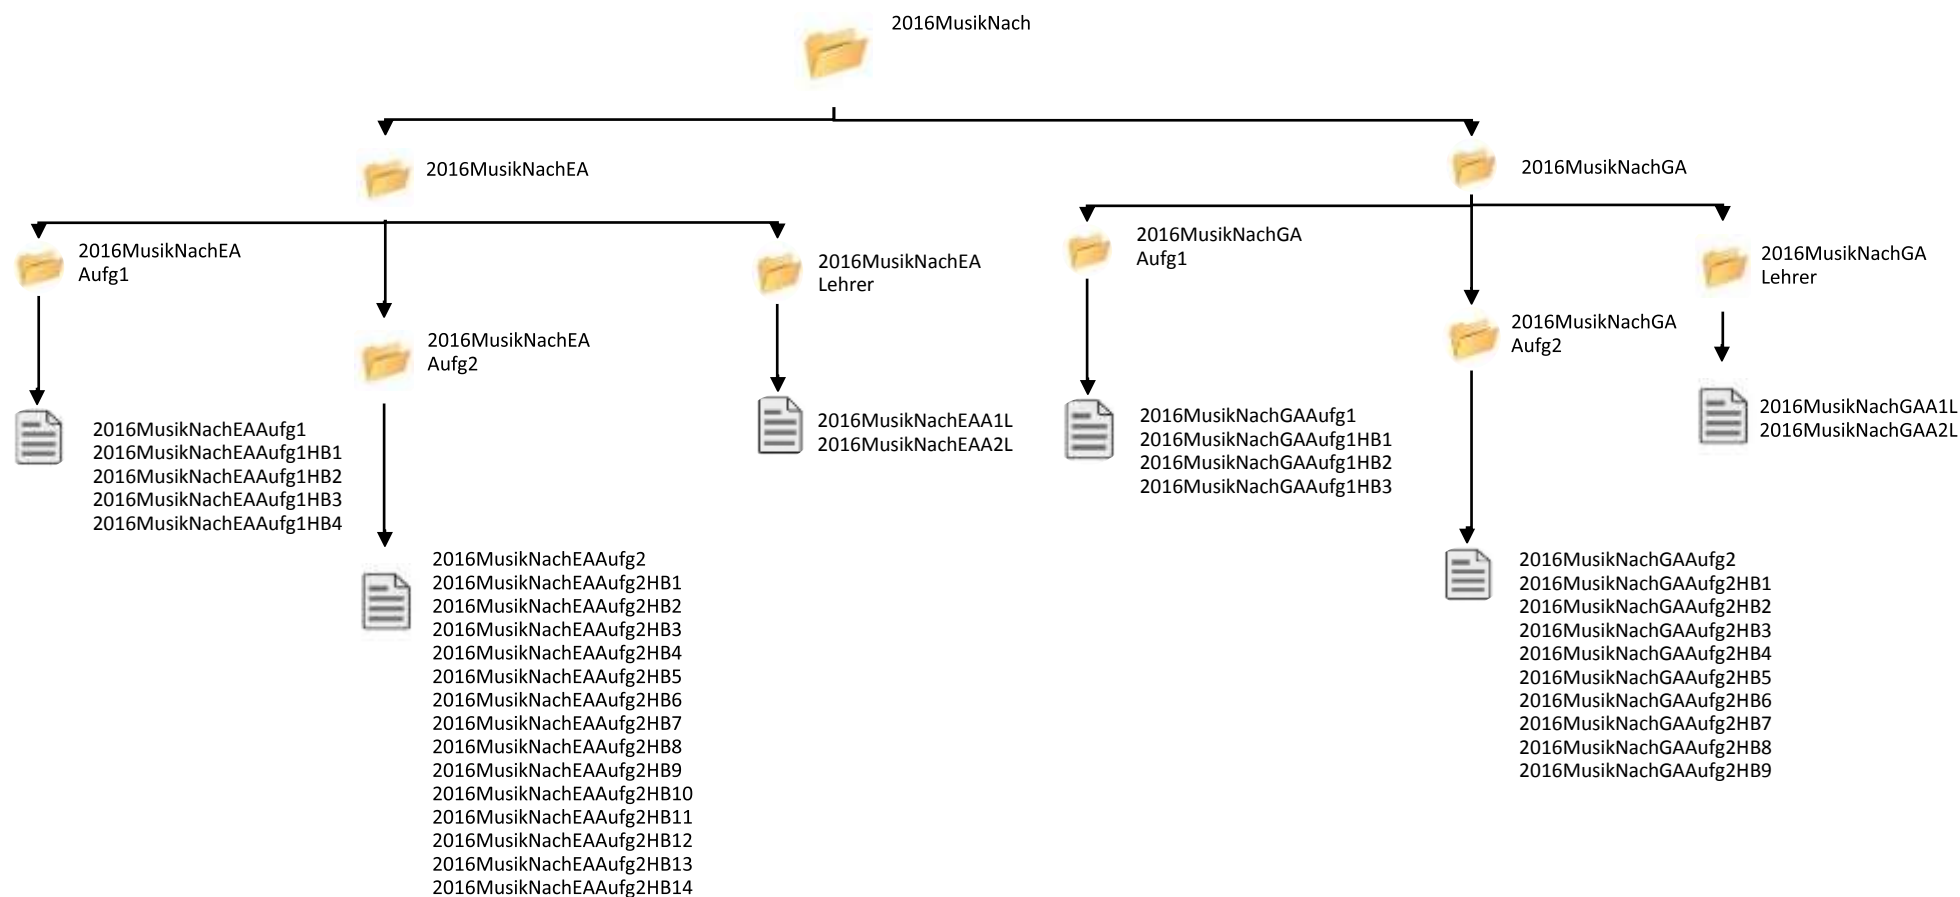 2016MusikNach
2016MusikNachEA
2016MusikNachGA
2016MusikNachEA
Aufg1
2016MusikNachEA
Aufg2
2016MusikNachEA
Lehrer
2016MusikNachGA
Aufg1
2016MusikNachGA
Aufg2
2016MusikNachGA
Lehrer
2016MusikNachEAAufg1
2016MusikNachEAAufg1HB1
2016MusikNachEAAufg1HB2
2016MusikNachEAAufg1HB3
2016MusikNachEAAufg1HB4
2016MusikNachEAA1L
2016MusikNachEAA2L
2016MusikNachGAAufg1
2016MusikNachGAAufg1HB1
2016MusikNachGAAufg1HB2
2016MusikNachGAAufg1HB3
2016MusikNachGAA1L
2016MusikNachGAA2L
2016MusikNachEAAufg2
2016MusikNachEAAufg2HB1
2016MusikNachEAAufg2HB2
2016MusikNachEAAufg2HB3
2016MusikNachEAAufg2HB4
2016MusikNachEAAufg2HB5
2016MusikNachEAAufg2HB6
2016MusikNachEAAufg2HB7
2016MusikNachEAAufg2HB8
2016MusikNachEAAufg2HB9
2016MusikNachEAAufg2HB10
2016MusikNachEAAufg2HB11
2016MusikNachEAAufg2HB12
2016MusikNachEAAufg2HB13
2016MusikNachEAAufg2HB14
2016MusikNachGAAufg2
2016MusikNachGAAufg2HB1
2016MusikNachGAAufg2HB2
2016MusikNachGAAufg2HB3
2016MusikNachGAAufg2HB4
2016MusikNachGAAufg2HB5
2016MusikNachGAAufg2HB6
2016MusikNachGAAufg2HB7
2016MusikNachGAAufg2HB8
2016MusikNachGAAufg2HB9